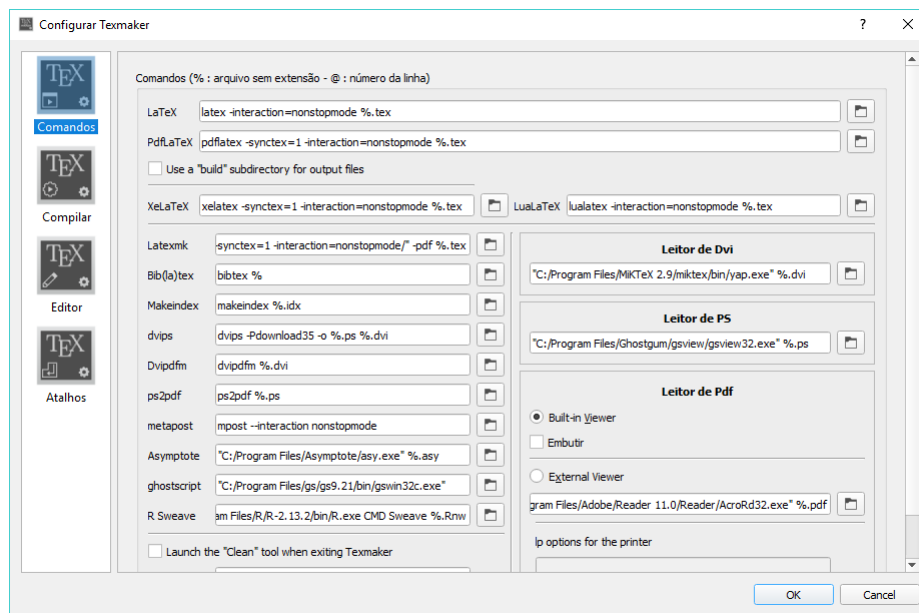 Configurar Texmaker
Comandos
Compilar
Editor
Atalhos
Comandos (% : arquivo sem extensão - @ : número da linha)
LaTeX latex -interaction=nonstopmode %.tex
PdfLaTeX pdflatex -synctex=1 -interaction=nonstopmode %.tex
Use a "build" subdirectory for output files
XeLaTeX xelatex -synctex=1 -interaction=nonstopmode %.tex LuaLaTeX lualatex -interaction=nonstopmode %.tex
Latexmk -synctex=1 -interaction=nonstopmode/" -pdf %.tex
Bib(la)tex bibtex %
Makeindex makeindex %.idx
dvips dvips -Pdownload35 -o %.ps %.dvi
Dvipdfm dvipdfm %.dvi
ps2pdf ps2pdf %.ps
metapost mpost --interaction nonstopmode
Asymptote "C:/Program Files/Asymptote/asy.exe" %.asy
ghostscript "C:/Program Files/gs/gs9.21/bin/gswin32c.exe"
R Sweave am Files/R/R-2.13.2/bin/R.exe CMD Sweave %.Rnw
Launch the "Clean" tool when exiting Texmaker
Leitor de Dvi
"C:/Program Files/MiKTeX 2.9/miktex/bin/yap.exe" %.dvi
Leitor de PS
"C:/Program Files/Ghostgum/gsview/gsview32.exe" %.ps
Leitor de Pdf
Built-in Viewer
Embutir
External Viewer
gram Files/Adobe/Reader 11.0/Reader/AcroRd32.exe" %.pdf
lp options for the printer
OK Cancel